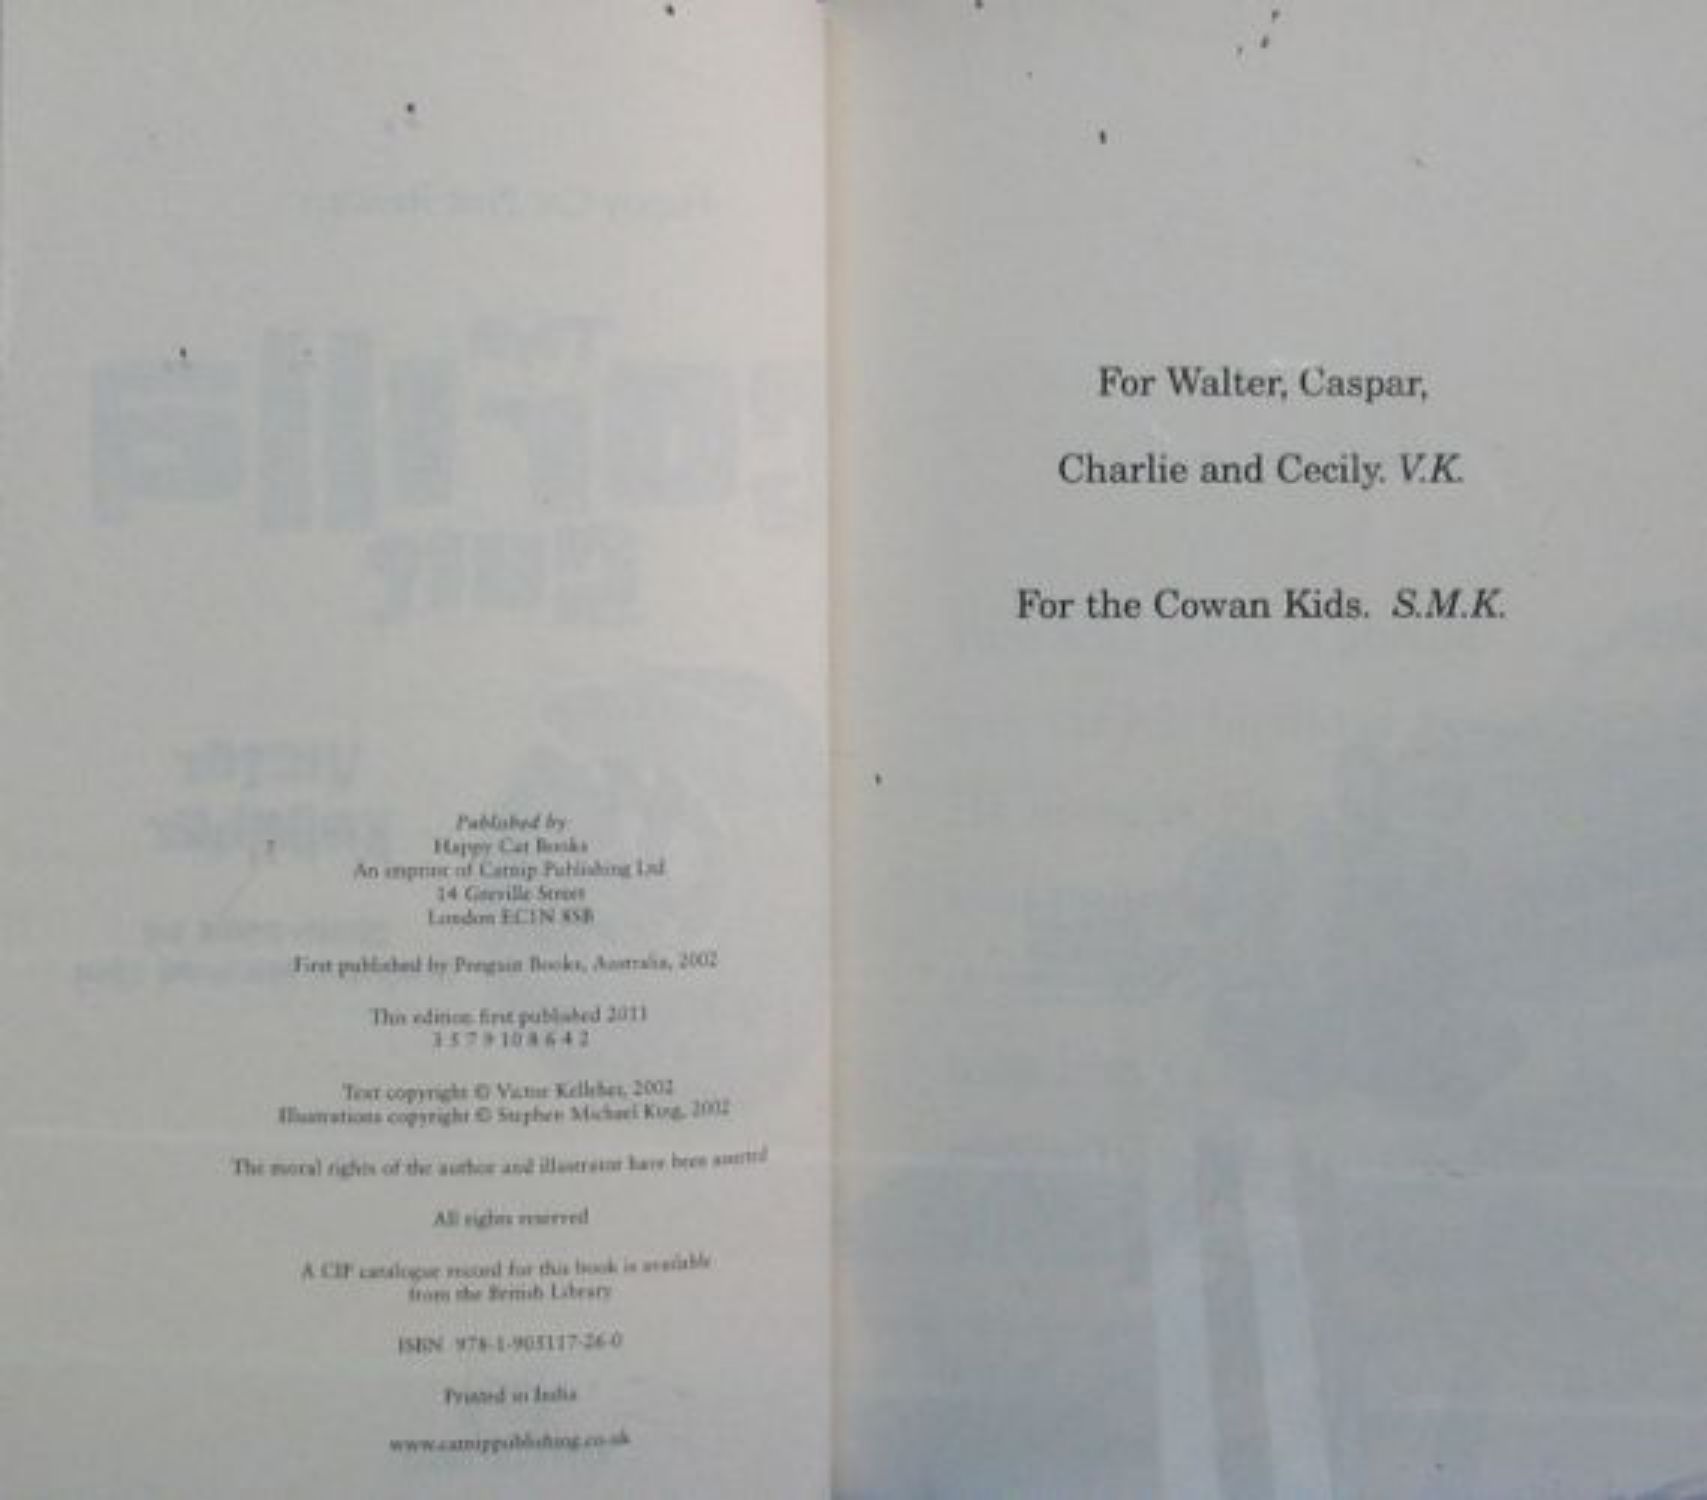 Published by
Happy Cat Books
An imprint of Catnip Publishing Ltd
14 Greville Street
London EC1N 8SB
First published by Penguin Books, Australia, 2002
This edition first published 2011
3 5 7 9 10 8 6 4 2
Text copyright © Victor Kelleher, 2002
Illustrations copyright © Stephen Michael King, 2002
The moral rights of the author and illustrator have been asserted
All rights reserved
A CIP catalogue record for this book is available
from the British Library
ISBN 978-1-905117-26-0
Printed in India
www.catnippublishing.co.uk
For Walter, Caspar,
Charlie and Cecily. V.K.
For the Cowan Kids. S.M.K.